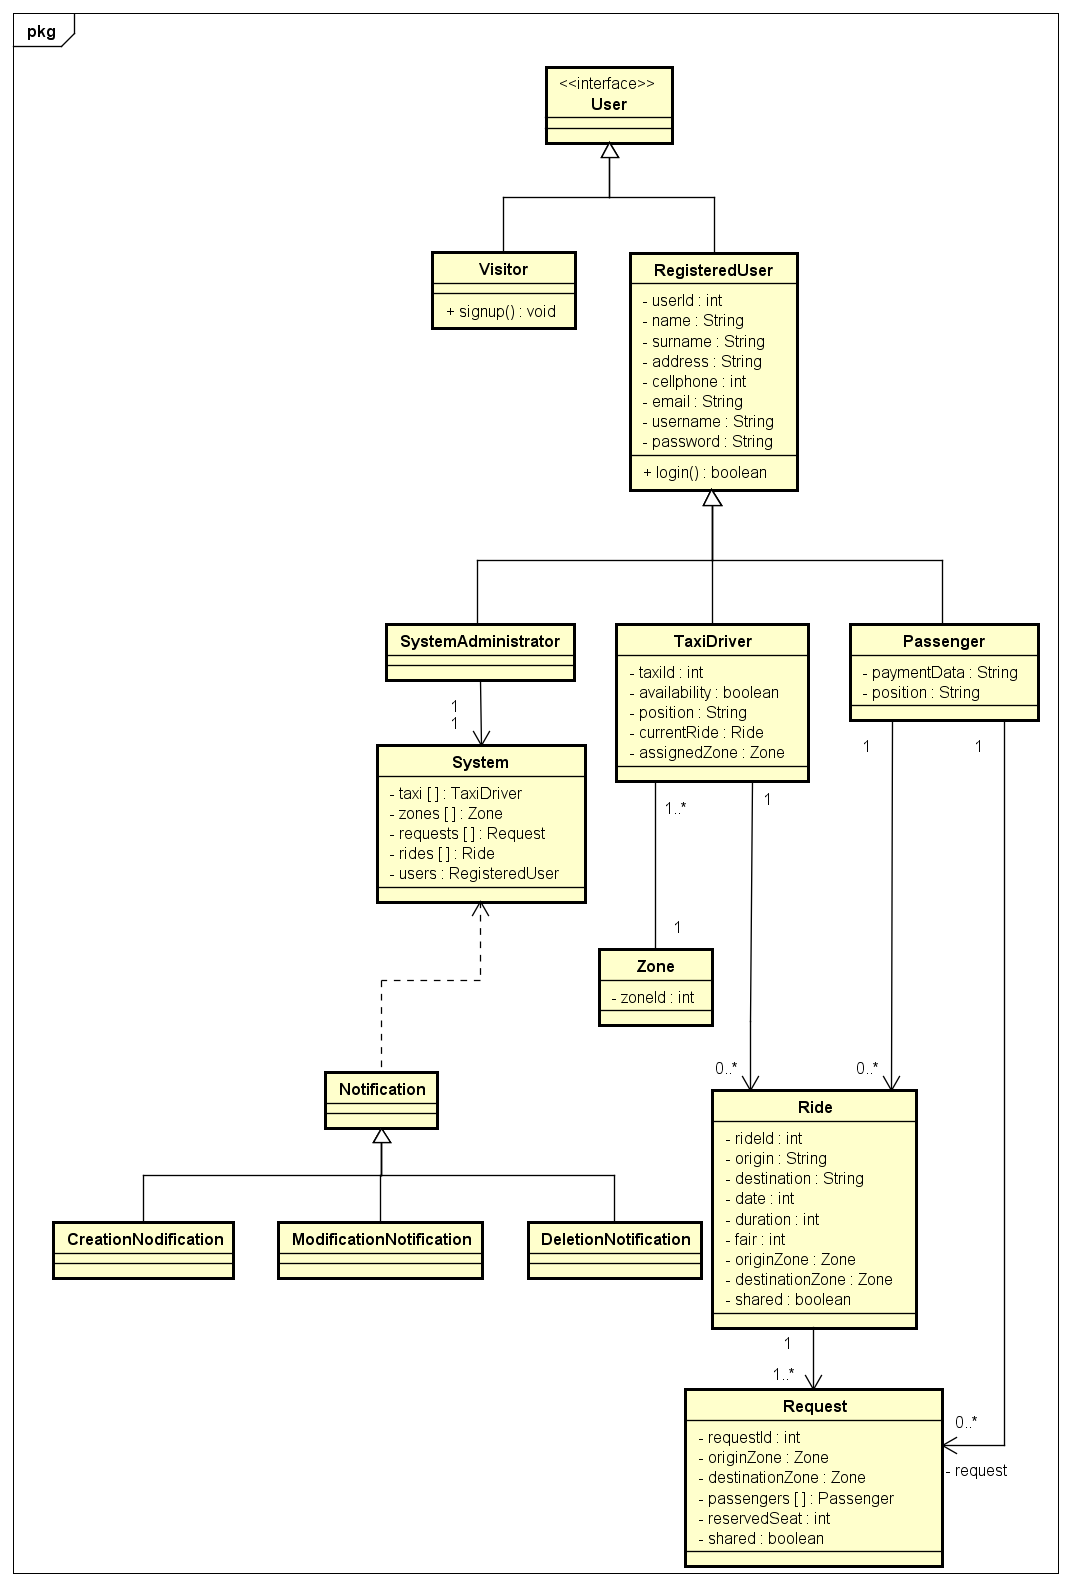 pkg
<<interface>>
User
Visitor
+ signup() : void
RegisteredUser
- userId : int
- name : String
- surname : String
- address : String
- cellphone : int
- email : String
- username : String
- password : String
+ login() : boolean
SystemAdministrator
1
1
TaxiDriver
- taxiId : int
- availability : boolean
- position : String
- currentRide : Ride
- assignedZone : Zone
Passenger
- paymentData : String
- position : String
System
- taxi [ ] : TaxiDriver
- zones [ ] : Zone
- requests [ ] : Request
- rides [ ] : Ride
- users : RegisteredUser
1..*
1
1
1
1
Zone
- zoneId : int
0..*
0..*
Notification
CreationNodification
ModificationNotification
DeletionNotification
Ride
- rideId : int
- origin : String
- destination : String
- date : int
- duration : int
- fair : int
- originZone : Zone
- destinationZone : Zone
- shared : boolean
1
1..*
Request
- requestId : int
- originZone : Zone
- destinationZone : Zone
- passengers [ ] : Passenger
- reservedSeat : int
- shared : boolean
0..*
- request